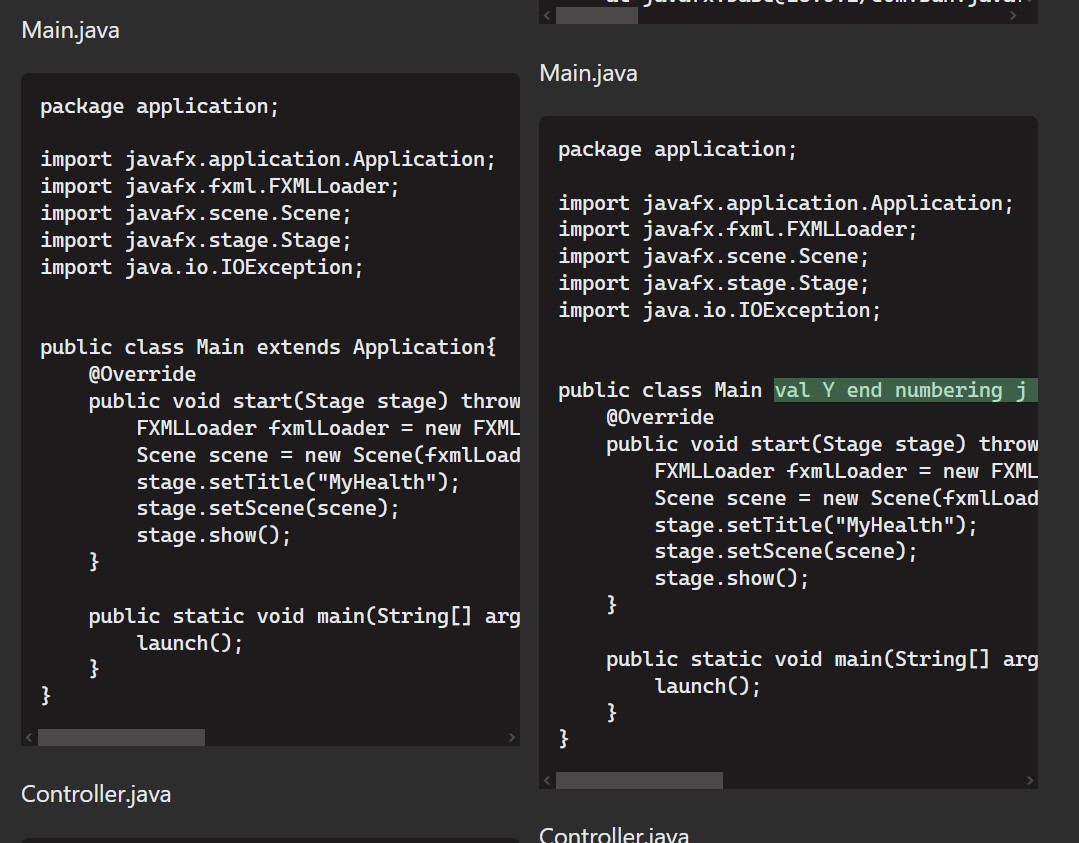 Main.java
package application;
import javafx.application.Application;
import javafx.fxml.FXMLLoader;
import javafx.scene.Scene;
import javafx.stage.Stage;
import java.io.IOException;
public class Main extends Application{
@Override
public void start(Stage stage) throw
FXMLLoader fxmlLoader = new FXML
Scene scene = new Scene(fxmlLoad
stage.setTitle("MyHealth");
stage.setScene(scene);
stage.show();
}
public static void main(String[] arg
launch();
}
}
Controller.java
Main.java
package application;
import javafx.application.Application;
import javafx.fxml.FXMLLoader;
import javafx.scene.Scene;
import javafx.stage.Stage;
import java.io.IOException;
public class Main val Y end numbering j
@Override
public void start(Stage stage) throw
FXMLLoader fxmlLoader = new FXML
Scene scene = new Scene(fxmlLoad
stage.setTitle("MyHealth");
stage.setScene(scene);
stage.show();
}
public static void main(String[] arg
launch();
}
}
Controller.java